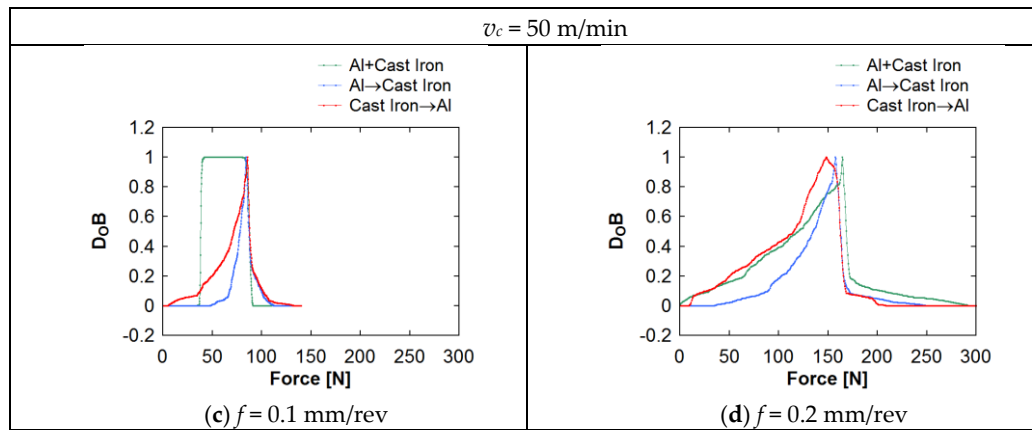 v_c = 50 m/min
Al+Cast Iron
Al→Cast Iron
Cast Iron→Al
1.2
1
0.8
0.6
0.4
0.2
0
-0.2
DoB
0 50 100 150 200 250 300
Force [N]
(c) f = 0.1 mm/rev
Al+Cast Iron
Al→Cast Iron
Cast Iron→Al
1.2
1
0.8
0.6
0.4
0.2
0
-0.2
DoB
0 50 100 150 200 250 300
Force [N]
(d) f = 0.2 mm/rev